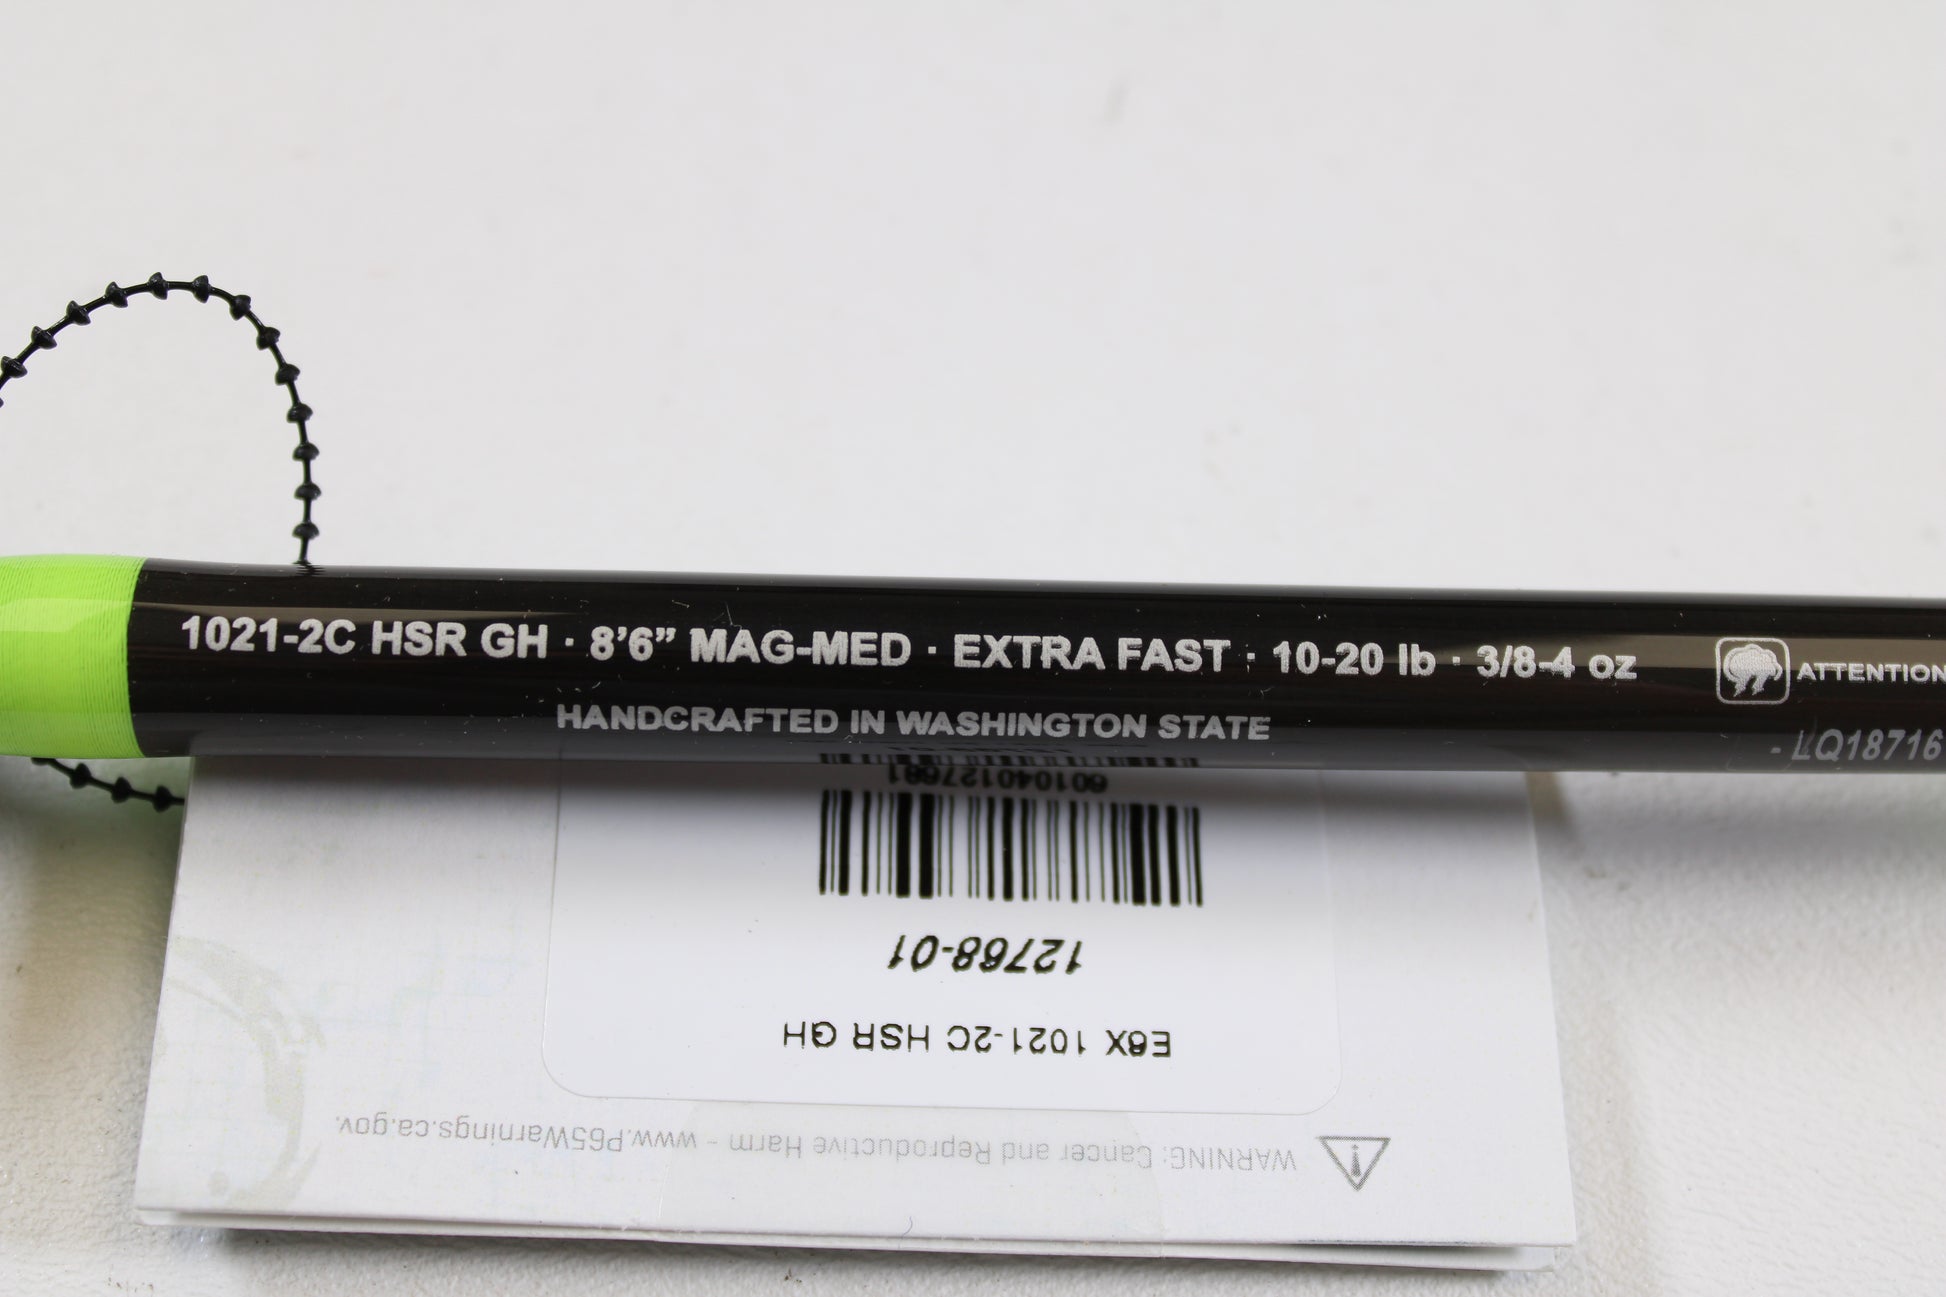 1021-2C HSR GH · 8’6” MAG-MED · EXTRA FAST · 10-20 lb · 3/8-4 oz
ATTENTION
HANDCRAFTED IN WASHINGTON STATE
- LQ18716
601040127681
12768-01
E6X 1021-2C HSR GH
WARNING: Cancer and Reproductive Harm - www.P65Warnings.ca.gov.